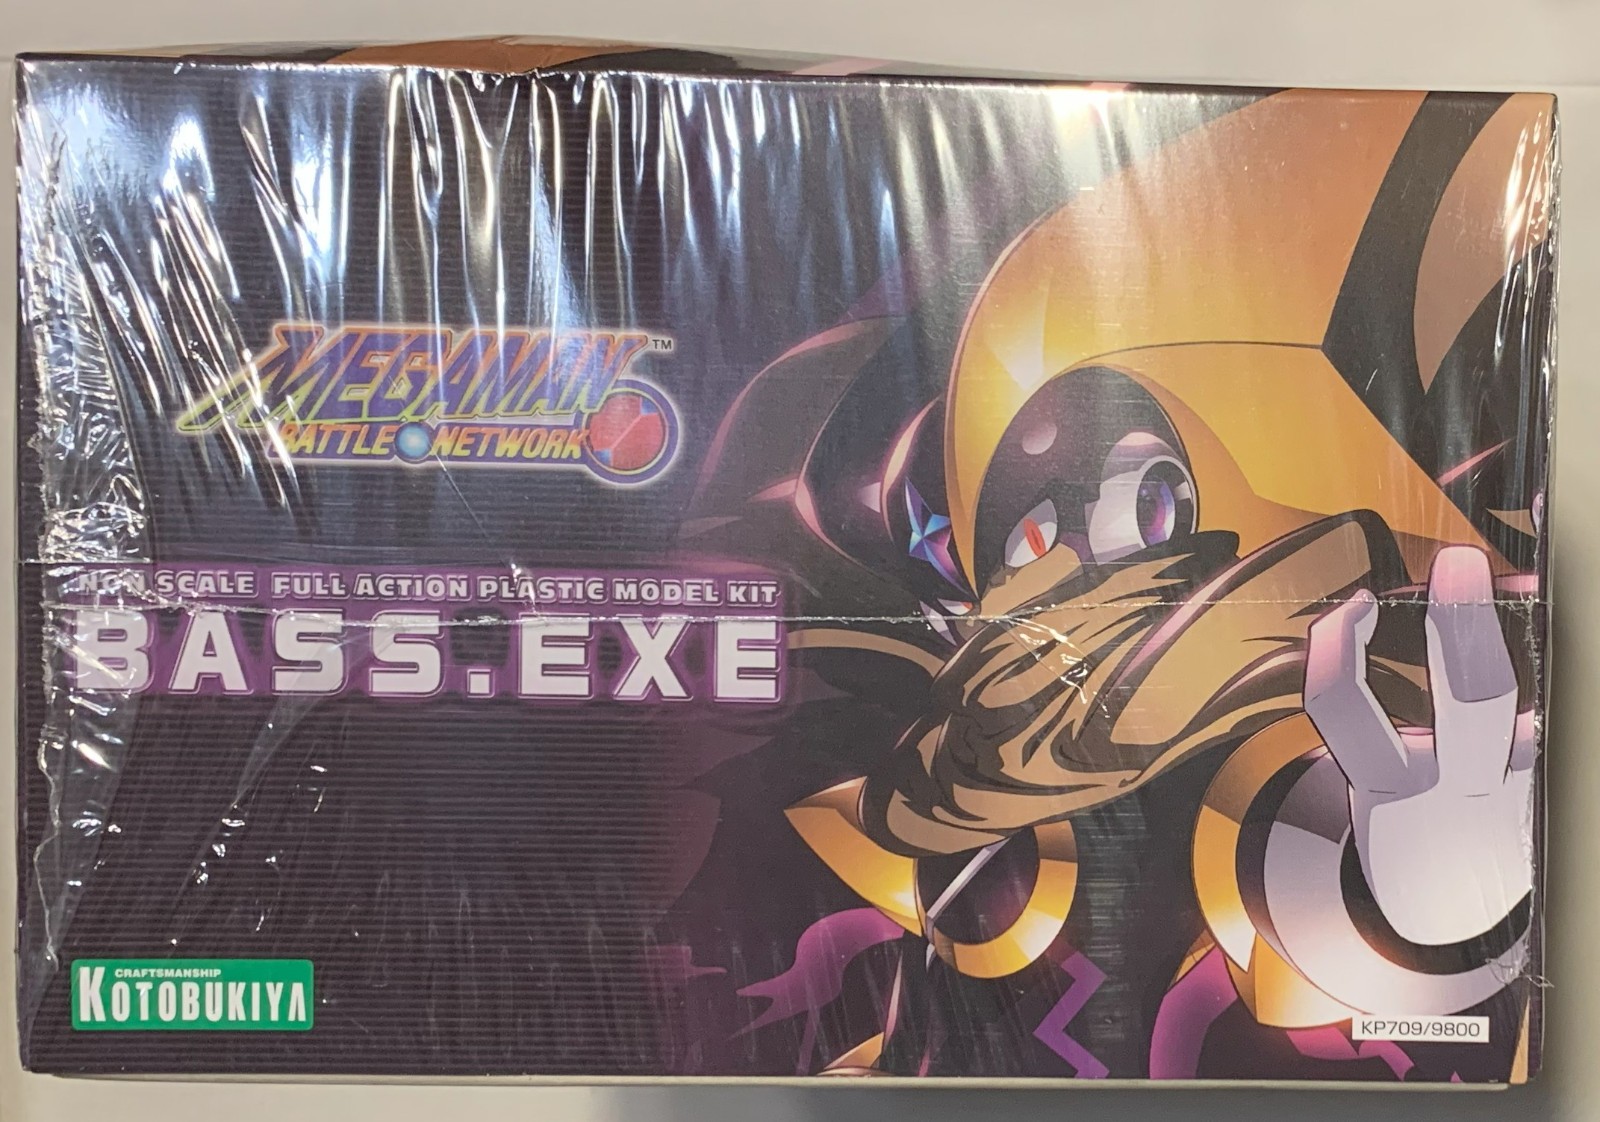 MEGAMAN™
BATTLE NETWORK
NON SCALE FULL ACTION PLASTIC MODEL KIT
BASS.EXE
CRAFTSMANSHIP
KOTOBUKIYA
KP709/9800